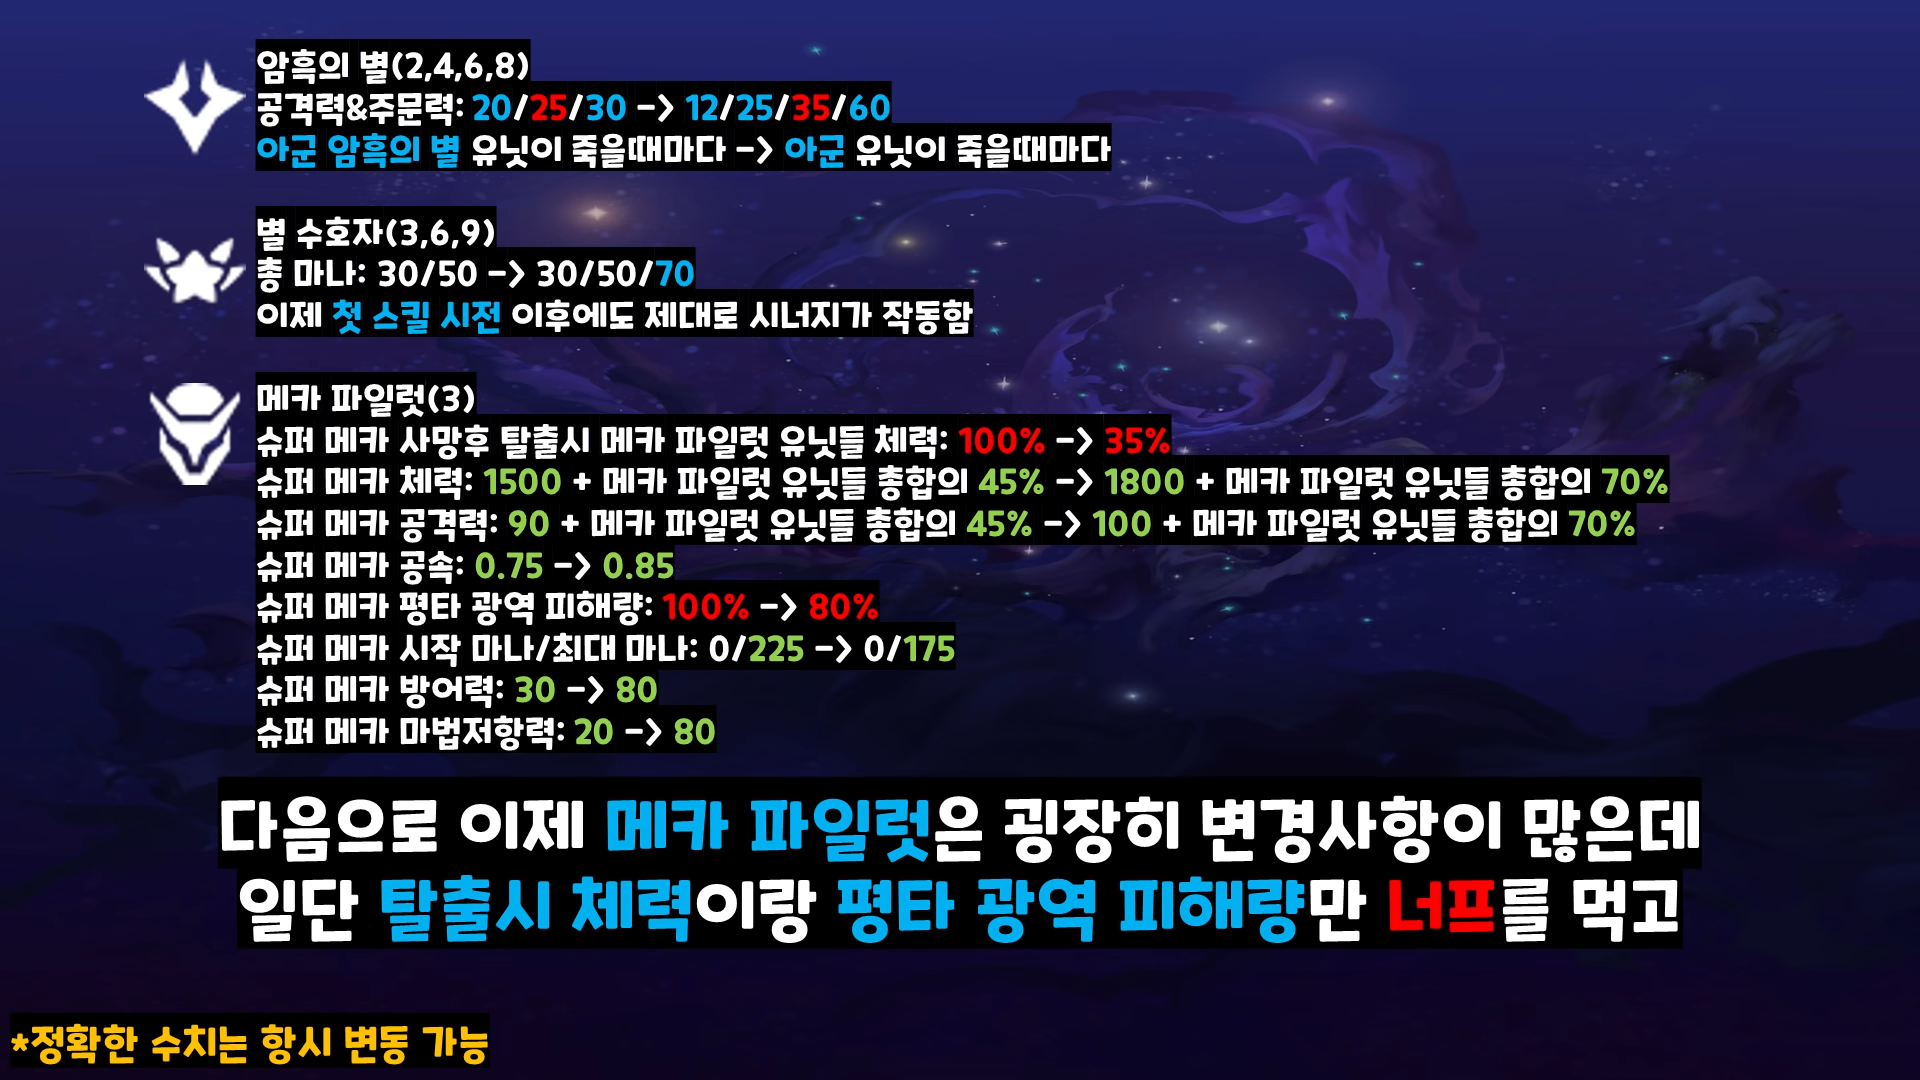 암흑의 별(2,4,6,8)
공격력&주문력: 20/25/30 -> 12/25/35/60
아군 암흑의 별 유닛이 죽을때마다 -> 아군 유닛이 죽을때마다
별 수호자(3,6,9)
총 마나: 30/50 -> 30/50/70
이제 첫 스킬 시전 이후에도 제대로 시너지가 작동함
메카 파일럿(3)
슈퍼 메카 사망후 탈출시 메카 파일럿 유닛들 체력: 100% -> 35%
슈퍼 메카 체력: 1500 + 메카 파일럿 유닛들 총합의 45% -> 1800 + 메카 파일럿 유닛들 총합의 70%
슈퍼 메카 공격력: 90 + 메카 파일럿 유닛들 총합의 45% -> 100 + 메카 파일럿 유닛들 총합의 70%
슈퍼 메카 공속: 0.75 -> 0.85
슈퍼 메카 평타 광역 피해량: 100% -> 80%
슈퍼 메카 시작 마나/최대 마나: 0/225 -> 0/175
슈퍼 메카 방어력: 30 -> 80
슈퍼 메카 마법저항력: 20 -> 80
다음으로 이제 메카 파일럿은 굉장히 변경사항이 많은데
일단 탈출시 체력이랑 평타 광역 피해량만 너프를 먹고
*정확한 수치는 항시 변동 가능